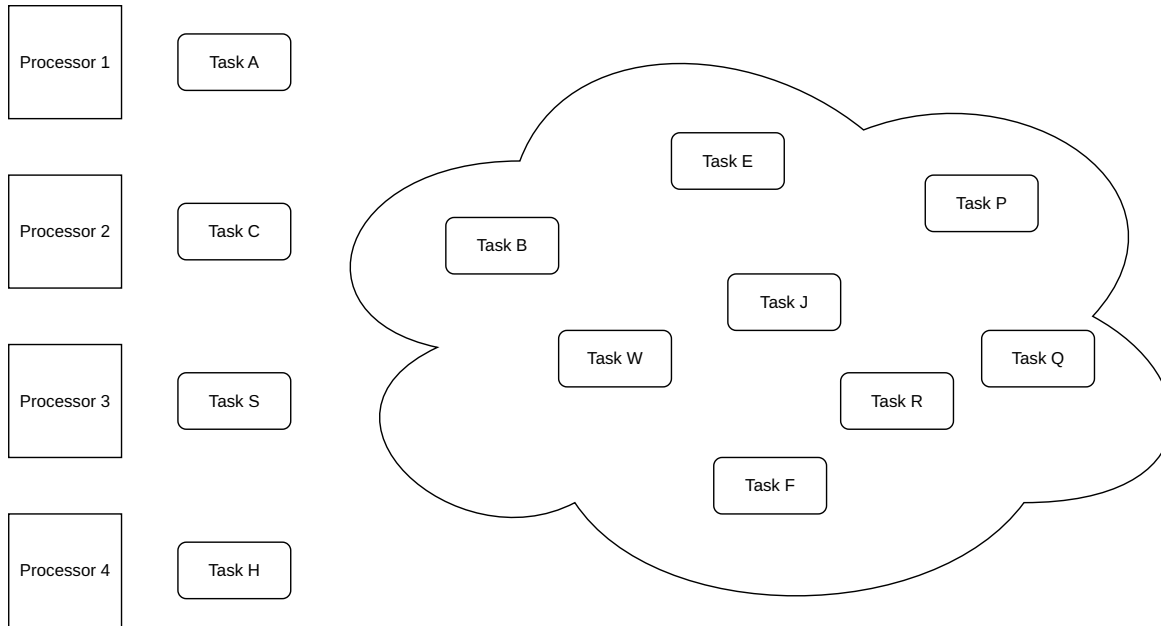 Processor 1
Task A
Processor 2
Task C
Processor 3
Task S
Processor 4
Task H
Task E
Task P
Task B
Task J
Task W
Task Q
Task R
Task F